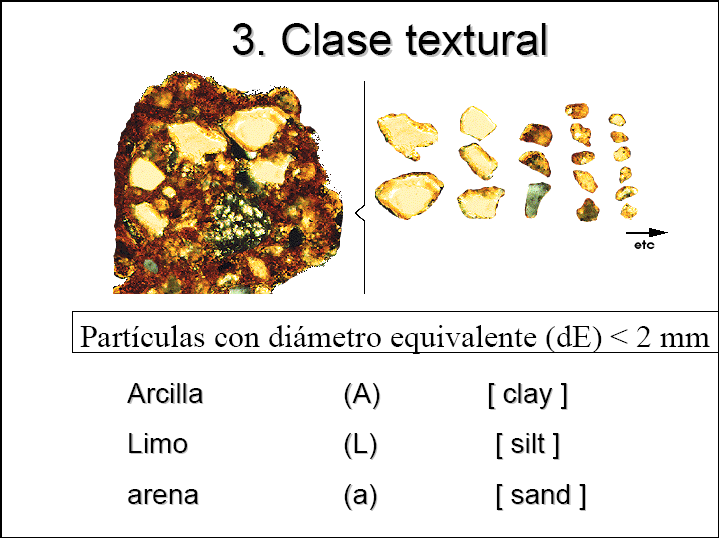 3. Clase textural
etc
Partículas con diámetro equivalente (dE) < 2 mm
Arcilla (A) [ clay ]
Limo (L) [ silt ]
arena (a) [ sand ]